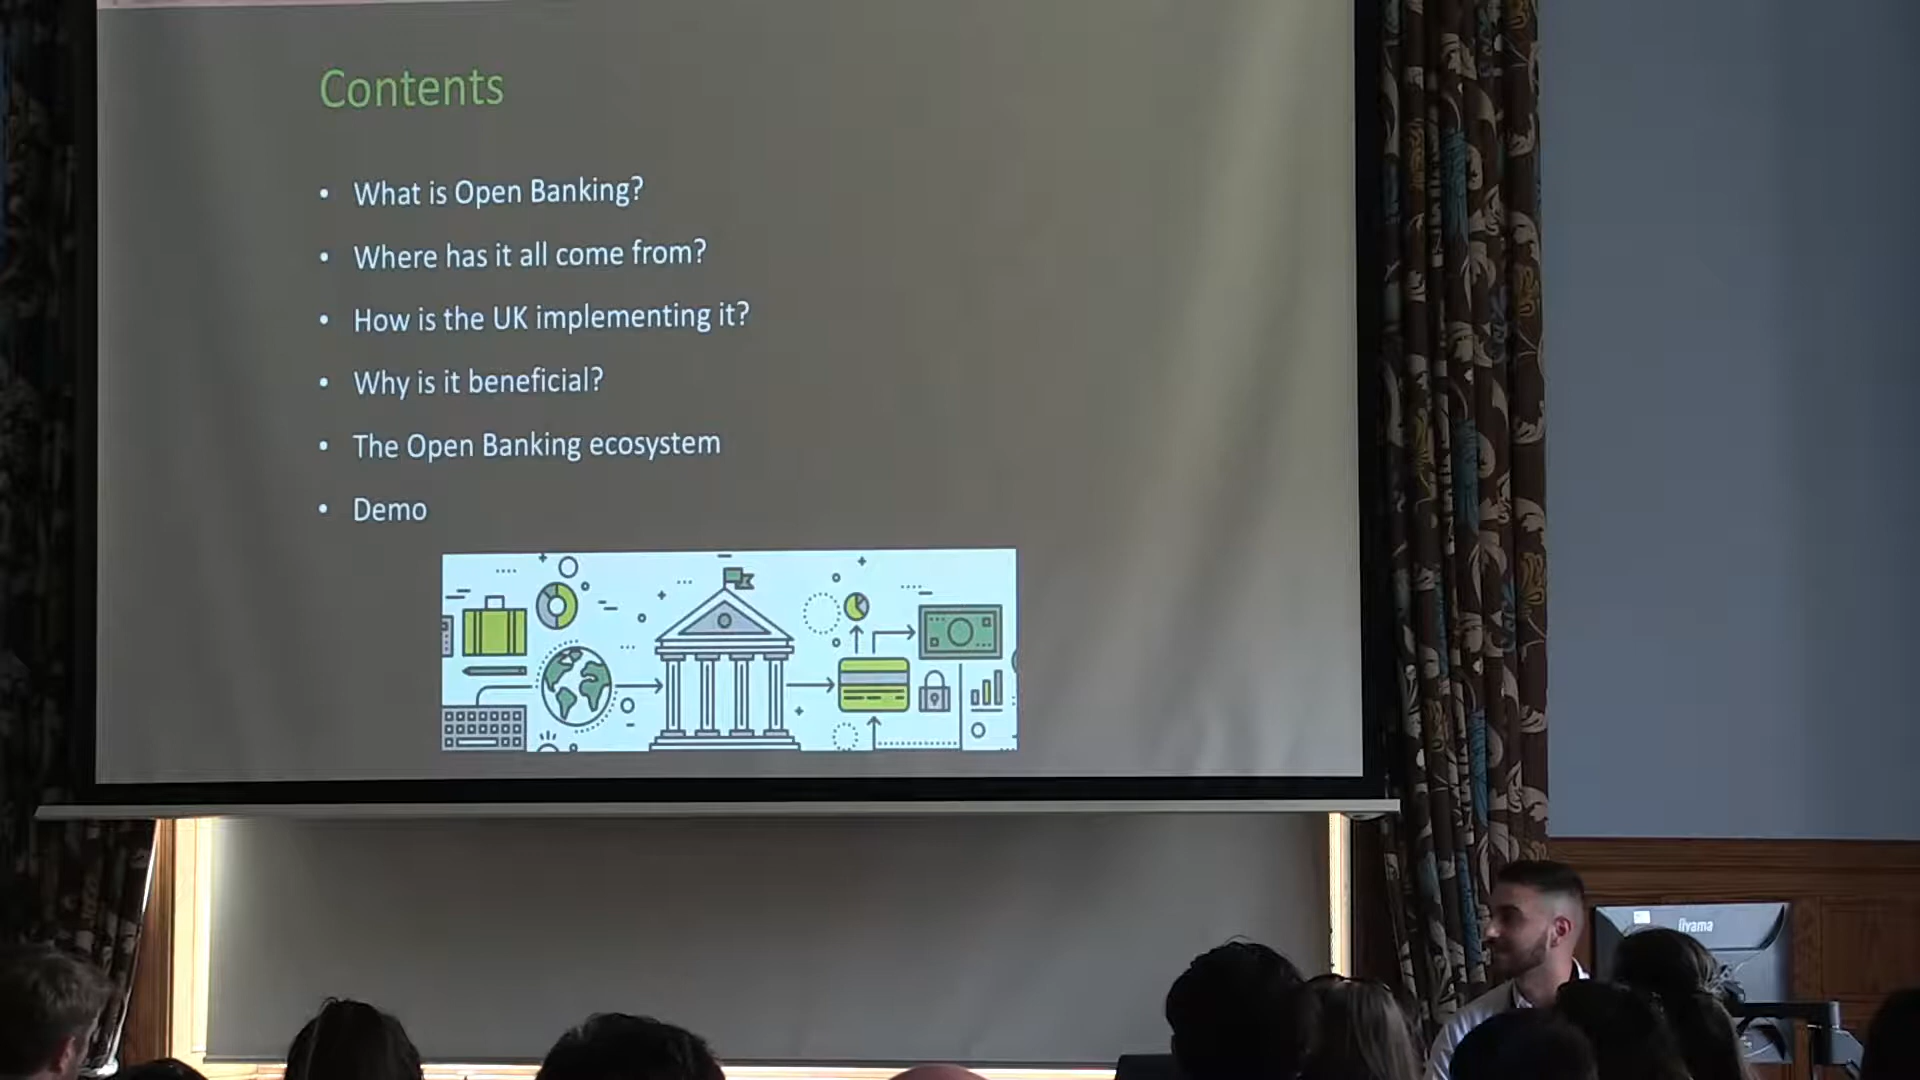 Contents
• What is Open Banking?
• Where has it all come from?
• How is the UK implementing it?
• Why is it beneficial?
• The Open Banking ecosystem
• Demo
iiyama